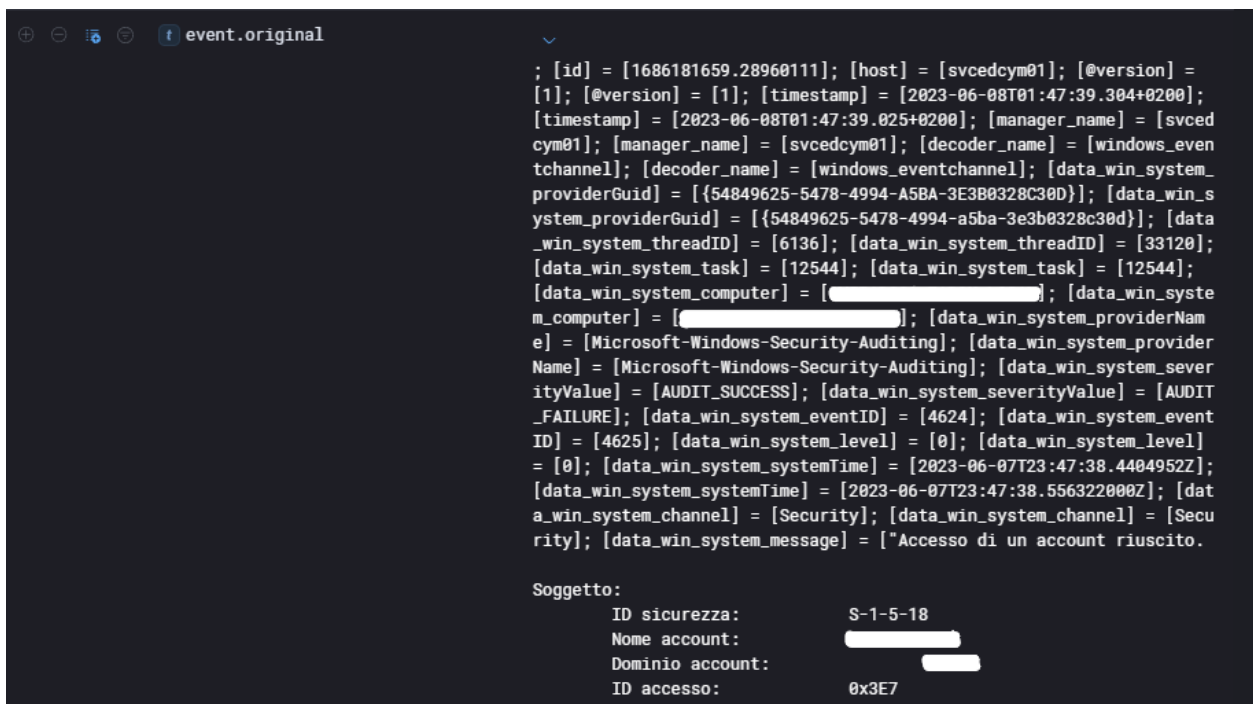 t event.original
; [id] = [1686181659.28960111]; [host] = [svcedcym01]; [@version] =
[1]; [@version] = [1]; [timestamp] = [2023-06-08T01:47:39.304+0200];
[timestamp] = [2023-06-08T01:47:39.025+0200]; [manager_name] = [svced
cym01]; [manager_name] = [svcedcym01]; [decoder_name] = [windows_even
tchannel]; [decoder_name] = [windows_eventchannel]; [data_win_system_
providerGuid] = [{54849625-5478-4994-A5BA-3E3B0328C30D}]; [data_win_s
ystem_providerGuid] = [{54849625-5478-4994-a5ba-3e3b0328c30d}]; [data
_win_system_threadID] = [6136]; [data_win_system_threadID] = [33120];
[data_win_system_task] = [12544]; [data_win_system_task] = [12544];
[data_win_system_computer] = [ ]; [data_win_syste
m_computer] = [ ]; [data_win_system_providerNam
e] = [Microsoft-Windows-Security-Auditing]; [data_win_system_provider
Name] = [Microsoft-Windows-Security-Auditing]; [data_win_system_sever
ityValue] = [AUDIT_SUCCESS]; [data_win_system_severityValue] = [AUDIT
_FAILURE]; [data_win_system_eventID] = [4624]; [data_win_system_event
ID] = [4625]; [data_win_system_level] = [0]; [data_win_system_level]
= [0]; [data_win_system_systemTime] = [2023-06-07T23:47:38.4404952Z];
[data_win_system_systemTime] = [2023-06-07T23:47:38.556322000Z]; [dat
a_win_system_channel] = [Security]; [data_win_system_channel] = [Secu
rity]; [data_win_system_message] = ["Accesso di un account riuscito.
Soggetto:
ID sicurezza: S-1-5-18
Nome account:
Dominio account:
ID accesso: 0x3E7